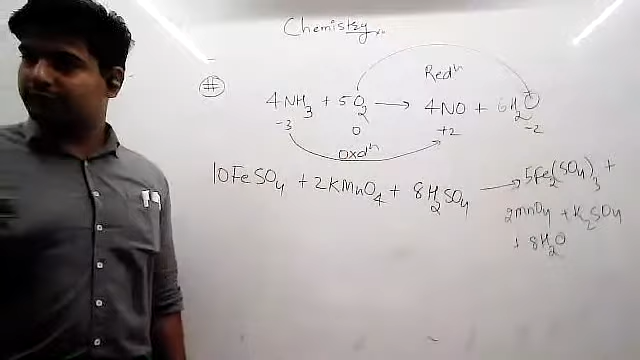 Chemistry
#
Redⁿ
4NH₃ + 5O₂ → 4NO + 6H₂O
-3 0 +2 -2
oxdⁿ
10FeSO₄ + 2KMnO₄ + 8H₂SO₄ → 5Fe₂(SO₄)₃ +
2mnO₄ + K₂SO₄
+ 8H₂O